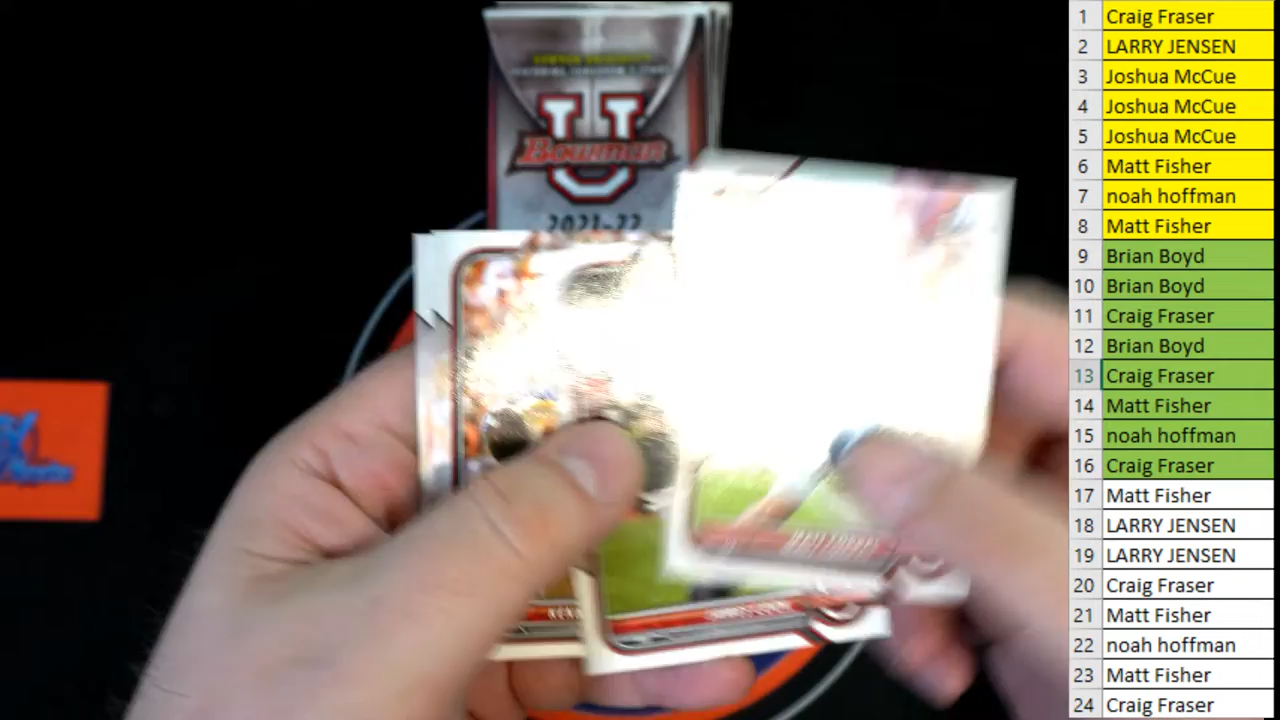 U
Bowman
2021-22
1 Craig Fraser
2 LARRY JENSEN
3 Joshua McCue
4 Joshua McCue
5 Joshua McCue
6 Matt Fisher
7 noah hoffman
8 Matt Fisher
9 Brian Boyd
10 Brian Boyd
11 Craig Fraser
12 Brian Boyd
13 Craig Fraser
14 Matt Fisher
15 noah hoffman
16 Craig Fraser
17 Matt Fisher
18 LARRY JENSEN
19 LARRY JENSEN
20 Craig Fraser
21 Matt Fisher
22 noah hoffman
23 Matt Fisher
24 Craig Fraser